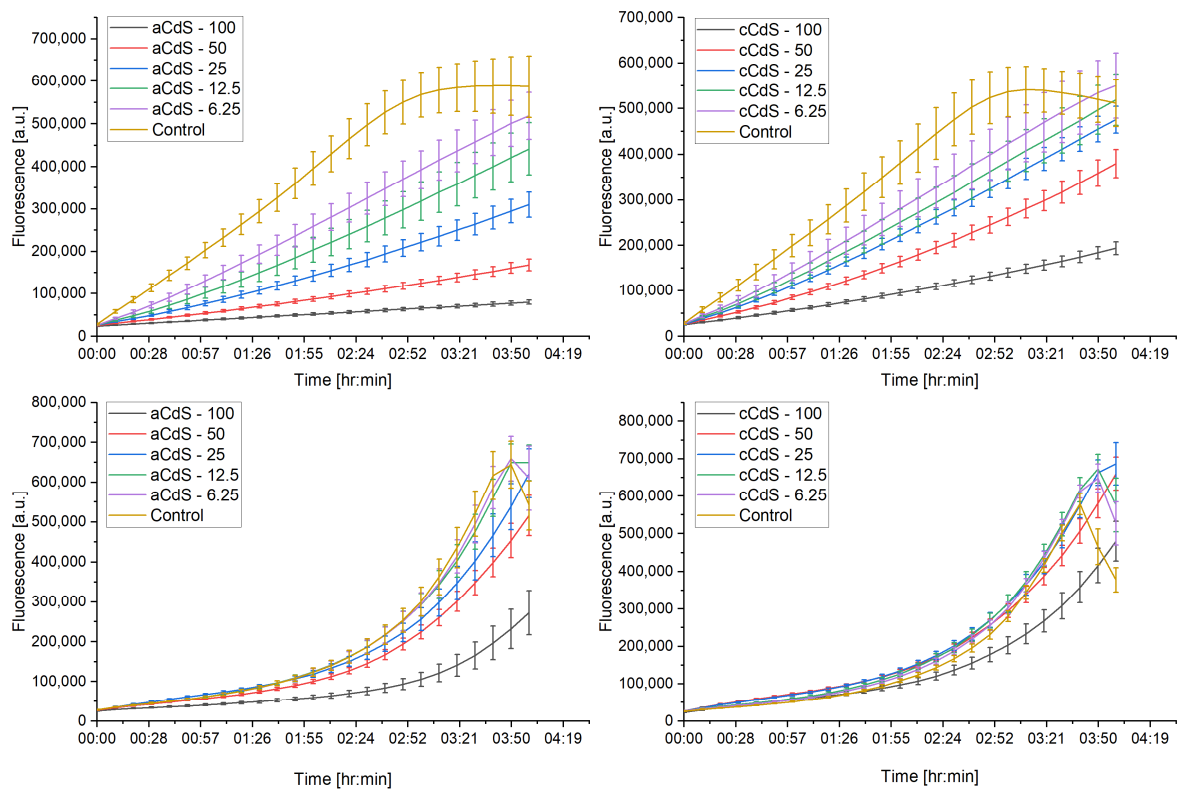 aCdS - 100
aCdS - 50
aCdS - 25
aCdS - 12.5
aCdS - 6.25
Control
700,000
600,000
500,000
400,000
300,000
200,000
100,000
0
Fluorescence [a.u.]
00:00 00:28 00:57 01:26 01:55 02:24 02:52 03:21 03:50 04:19
Time [hr:min]
cCdS - 100
cCdS - 50
cCdS - 25
cCdS - 12.5
cCdS - 6.25
Control
700,000
600,000
500,000
400,000
300,000
200,000
100,000
0
Fluorescence [a.u.]
00:00 00:28 00:57 01:26 01:55 02:24 02:52 03:21 03:50 04:19
Time [hr:min]
aCdS - 100
aCdS - 50
aCdS - 25
aCdS - 12.5
aCdS - 6.25
Control
800,000
700,000
600,000
500,000
400,000
300,000
200,000
100,000
0
Fluorescence [a.u.]
00:00 00:28 00:57 01:26 01:55 02:24 02:52 03:21 03:50 04:19
Time [hr:min]
cCdS - 100
cCdS - 50
cCdS - 25
cCdS - 12.5
cCdS - 6.25
Control
800,000
700,000
600,000
500,000
400,000
300,000
200,000
100,000
0
Fluorescence [a.u.]
00:00 00:28 00:57 01:26 01:55 02:24 02:52 03:21 03:50 04:19
Time [hr:min]